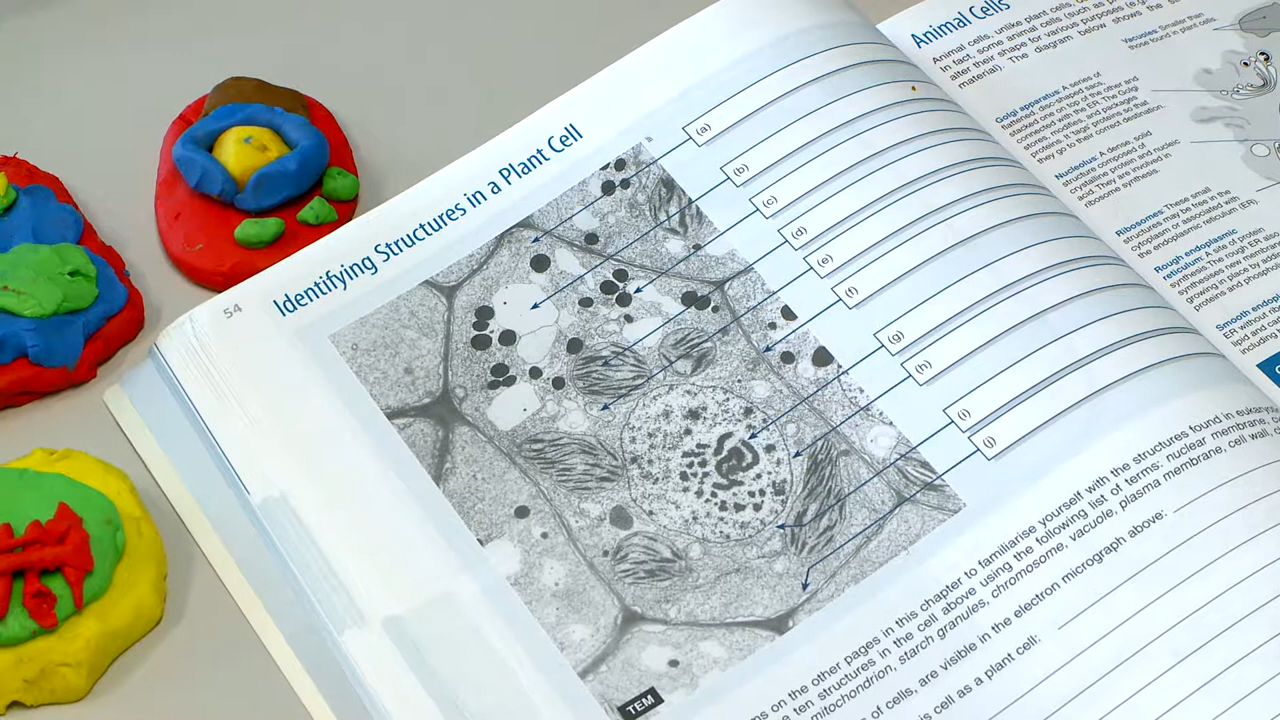 54
Identifying Structures in a Plant Cell
(a)
(b)
(c)
(d)
(e)
(f)
(g)
(h)
(i)
(j)
TEM
on the other pages in this chapter to familiarise yourself with the structures found in
ten structures in the cell above using the following list of terms: nuclear membrane,
mitochondrion, starch granules, chromosome, vacuole, plasma membrane, cell wall,
of cells, are visible in the electron micrograph above:
cell as a plant cell:
Animal Cells
Animal cells, unlike plant cells,
In fact, some animal cells (such as
alter their shape for various purposes
material). The diagram below shows the
Vacuoles: Smaller than
those found in plant cells.
Golgi apparatus: A series of
flattened, disc-shaped sacs,
stacked one on top of the other and
connected with the ER. The Golgi
stores, modifies, and packages
proteins. It 'tags' proteins so that
they go to their correct destination.
Nucleolus: A dense, solid
structure composed of
crystalline protein and nucleic
acid. They are involved in
ribosome synthesis.
Ribosomes: These small
structures may be free in the
cytoplasm or associated with
the endoplasmic reticulum (ER).
Rough endoplasmic
reticulum: A site of protein
synthesis. The rough ER also
synthesises new membranes,
growing in place by adding
proteins and
Smooth
ER without
lipid and
including